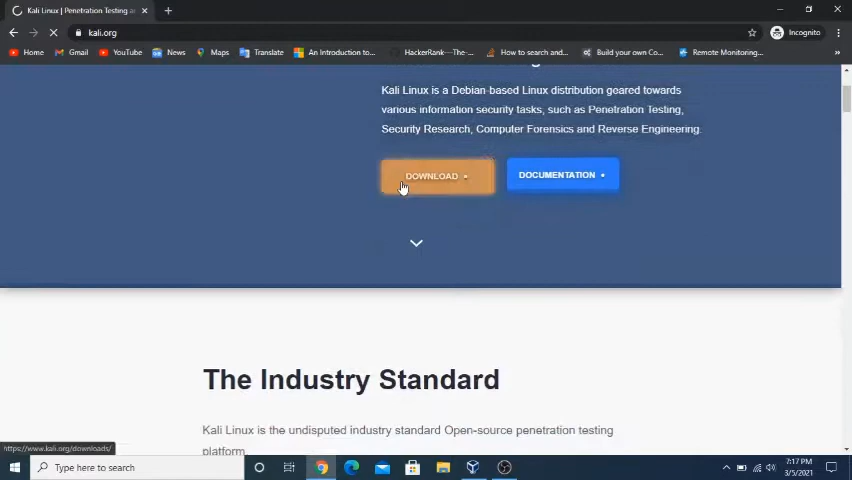 Kali Linux | Penetration Testing a
kali.org
Incognito
Home
Gmail
YouTube
News
Maps
Translate
An Introduction to...
HackerRank---The-...
How to search and...
Build your own Co...
Remote Monitoring...
»
Kali Linux is a Debian-based Linux distribution geared towards
various information security tasks, such as Penetration Testing,
Security Research, Computer Forensics and Reverse Engineering.
DOWNLOAD •
DOCUMENTATION •
The Industry Standard
Kali Linux is the undisputed industry standard Open-source penetration testing
platform.
https://www.kali.org/downloads/
Type here to search
7:17 PM
3/5/2021